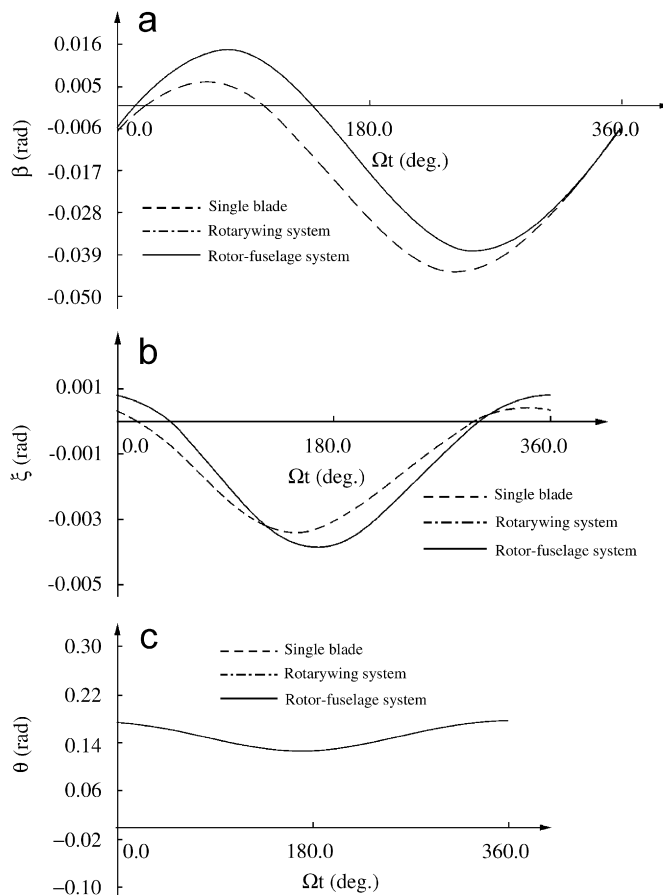 a
0.016
0.005
-0.006
-0.017
-0.028
-0.039
-0.050
β (rad)
0.0
180.0
360.0
Ωt (deg.)
Single blade
Rotarywing system
Rotor-fuselage system
b
0.001
-0.001
-0.003
-0.005
ξ (rad)
0.0
180.0
360.0
Ωt (deg.)
Single blade
Rotarywing system
Rotor-fuselage system
c
0.30
0.22
0.14
0.06
−0.02
−0.10
θ (rad)
Single blade
Rotarywing system
Rotor-fuselage system
0.0
180.0
360.0
Ωt (deg.)